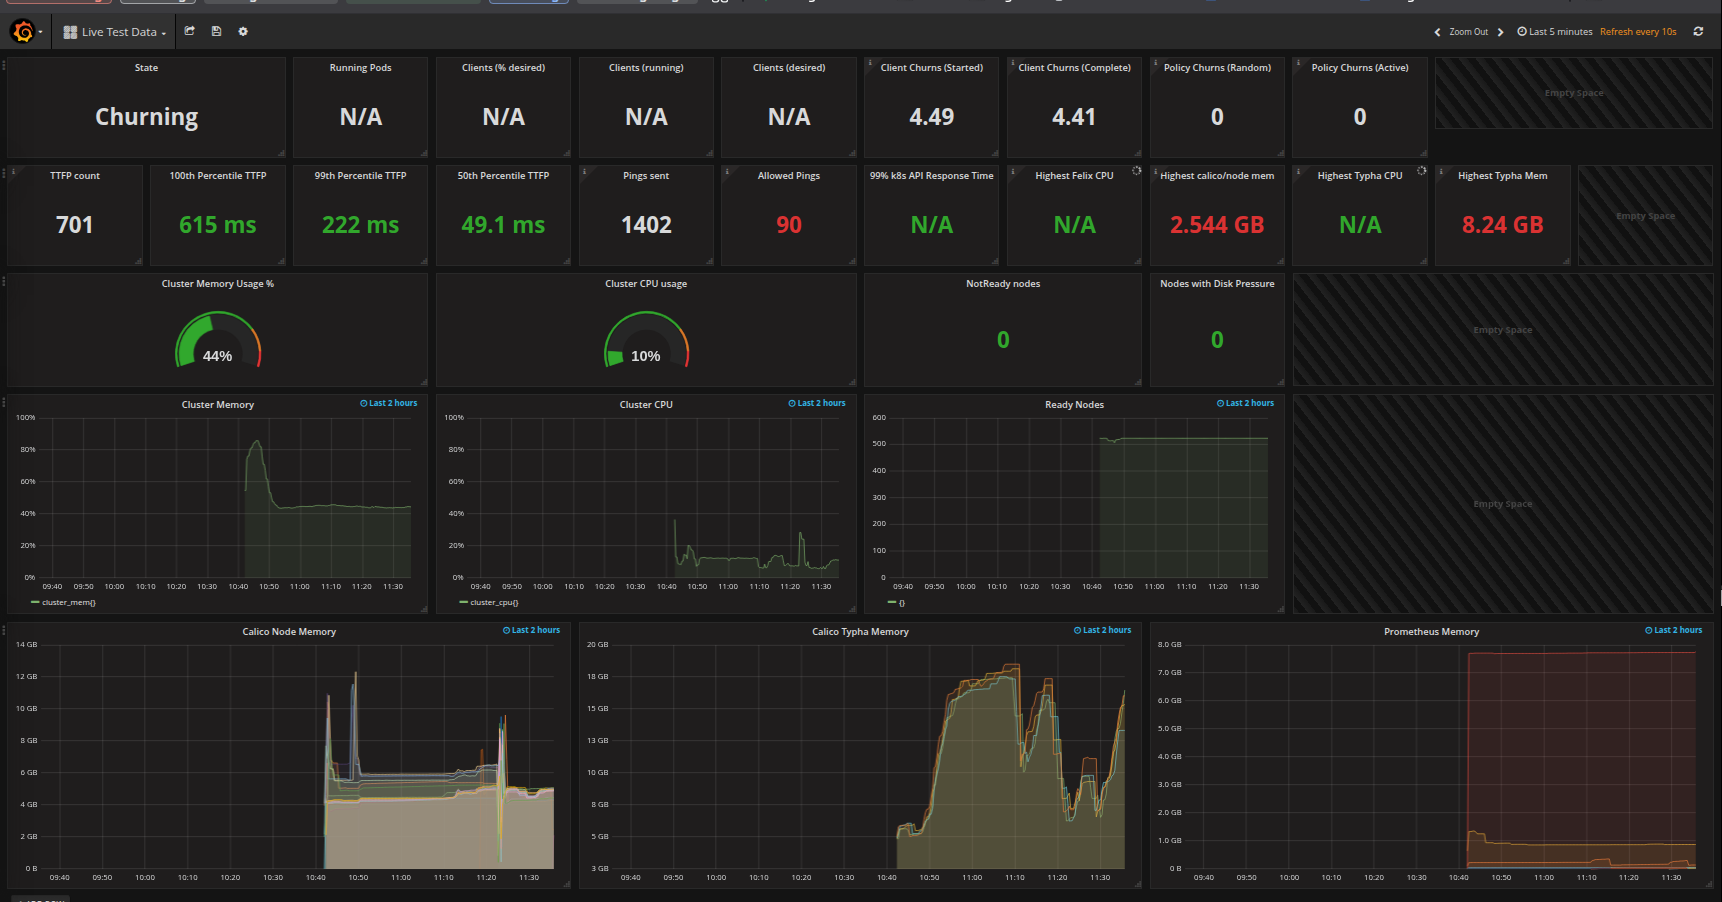 Live Test Data
Zoom Out
Last 5 minutes
Refresh every 10s
State
Running Pods
Clients (% desired)
Clients (running)
Clients (desired)
Client Churns (Started)
Client Churns (Complete)
Policy Churns (Random)
Policy Churns (Active)
Churning
N/A
N/A
N/A
N/A
4.49
4.41
0
0
Empty Space
TTFP count
100th Percentile TTFP
99th Percentile TTFP
50th Percentile TTFP
Pings sent
Allowed Pings
99% k8s API Response Time
Highest Felix CPU
Highest calico/node mem
Highest Typha CPU
Highest Typha Mem
701
615 ms
222 ms
49.1 ms
1402
90
N/A
N/A
2.544 GB
N/A
8.24 GB
Empty Space
Cluster Memory Usage %
44%
Cluster CPU usage
10%
NotReady nodes
0
Nodes with Disk Pressure
0
Empty Space
Cluster Memory
Last 2 hours
100%
80%
60%
40%
20%
0%
09:40 09:50 10:00 10:10 10:20 10:30 10:40 10:50 11:00 11:10 11:20 11:30
cluster_mem{}
Cluster CPU
Last 2 hours
100%
80%
60%
40%
20%
0%
09:40 09:50 10:00 10:10 10:20 10:30 10:40 10:50 11:00 11:10 11:20 11:30
cluster_cpu{}
Ready Nodes
Last 2 hours
600
500
400
300
200
100
0
09:40 09:50 10:00 10:10 10:20 10:30 10:40 10:50 11:00 11:10 11:20 11:30
{}
Empty Space
Calico Node Memory
Last 2 hours
14 GB
12 GB
10 GB
8 GB
6 GB
4 GB
2 GB
0 B
09:40 09:50 10:00 10:10 10:20 10:30 10:40 10:50 11:00 11:10 11:20 11:30
Calico Typha Memory
Last 2 hours
20 GB
18 GB
15 GB
13 GB
10 GB
8 GB
5 GB
3 GB
09:40 09:50 10:00 10:10 10:20 10:30 10:40 10:50 11:00 11:10 11:20 11:30
Prometheus Memory
Last 2 hours
8.0 GB
7.0 GB
6.0 GB
5.0 GB
4.0 GB
3.0 GB
2.0 GB
1.0 GB
0 B
09:40 09:50 10:00 10:10 10:20 10:30 10:40 10:50 11:00 11:10 11:20 11:30